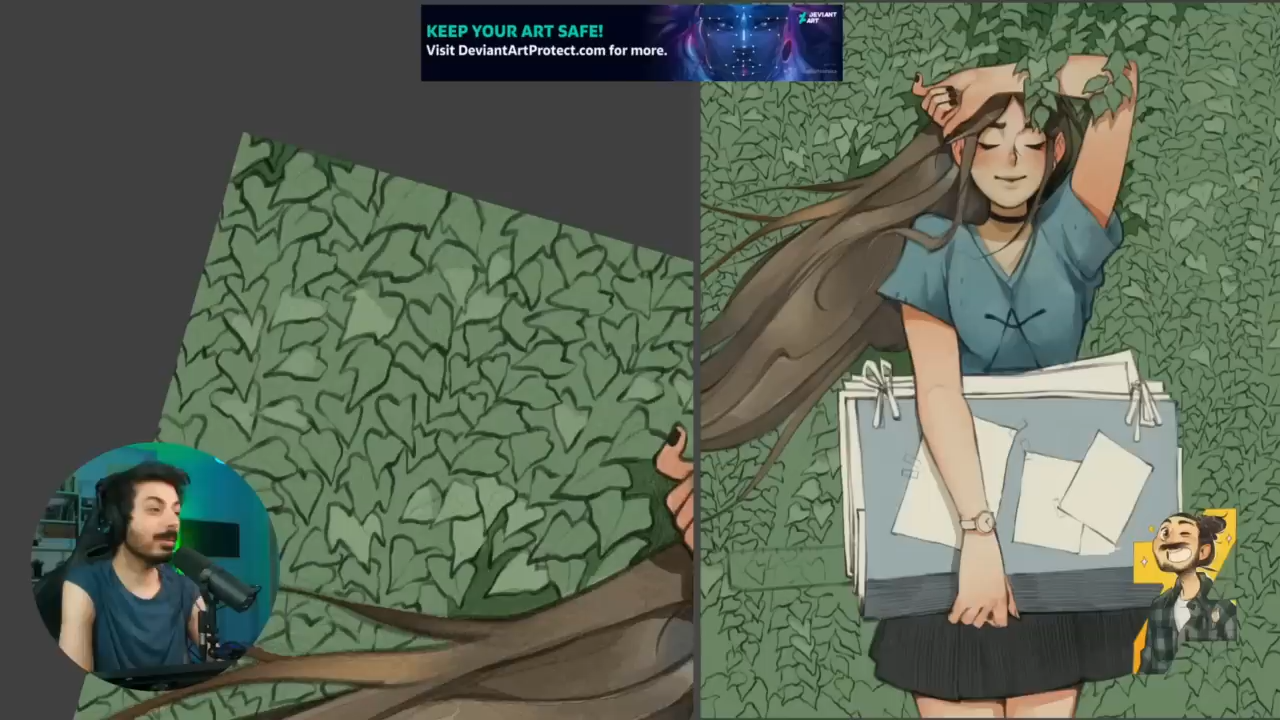 KEEP YOUR ART SAFE!
Visit DeviantArtProtect.com for more.
DEVIANT
ART